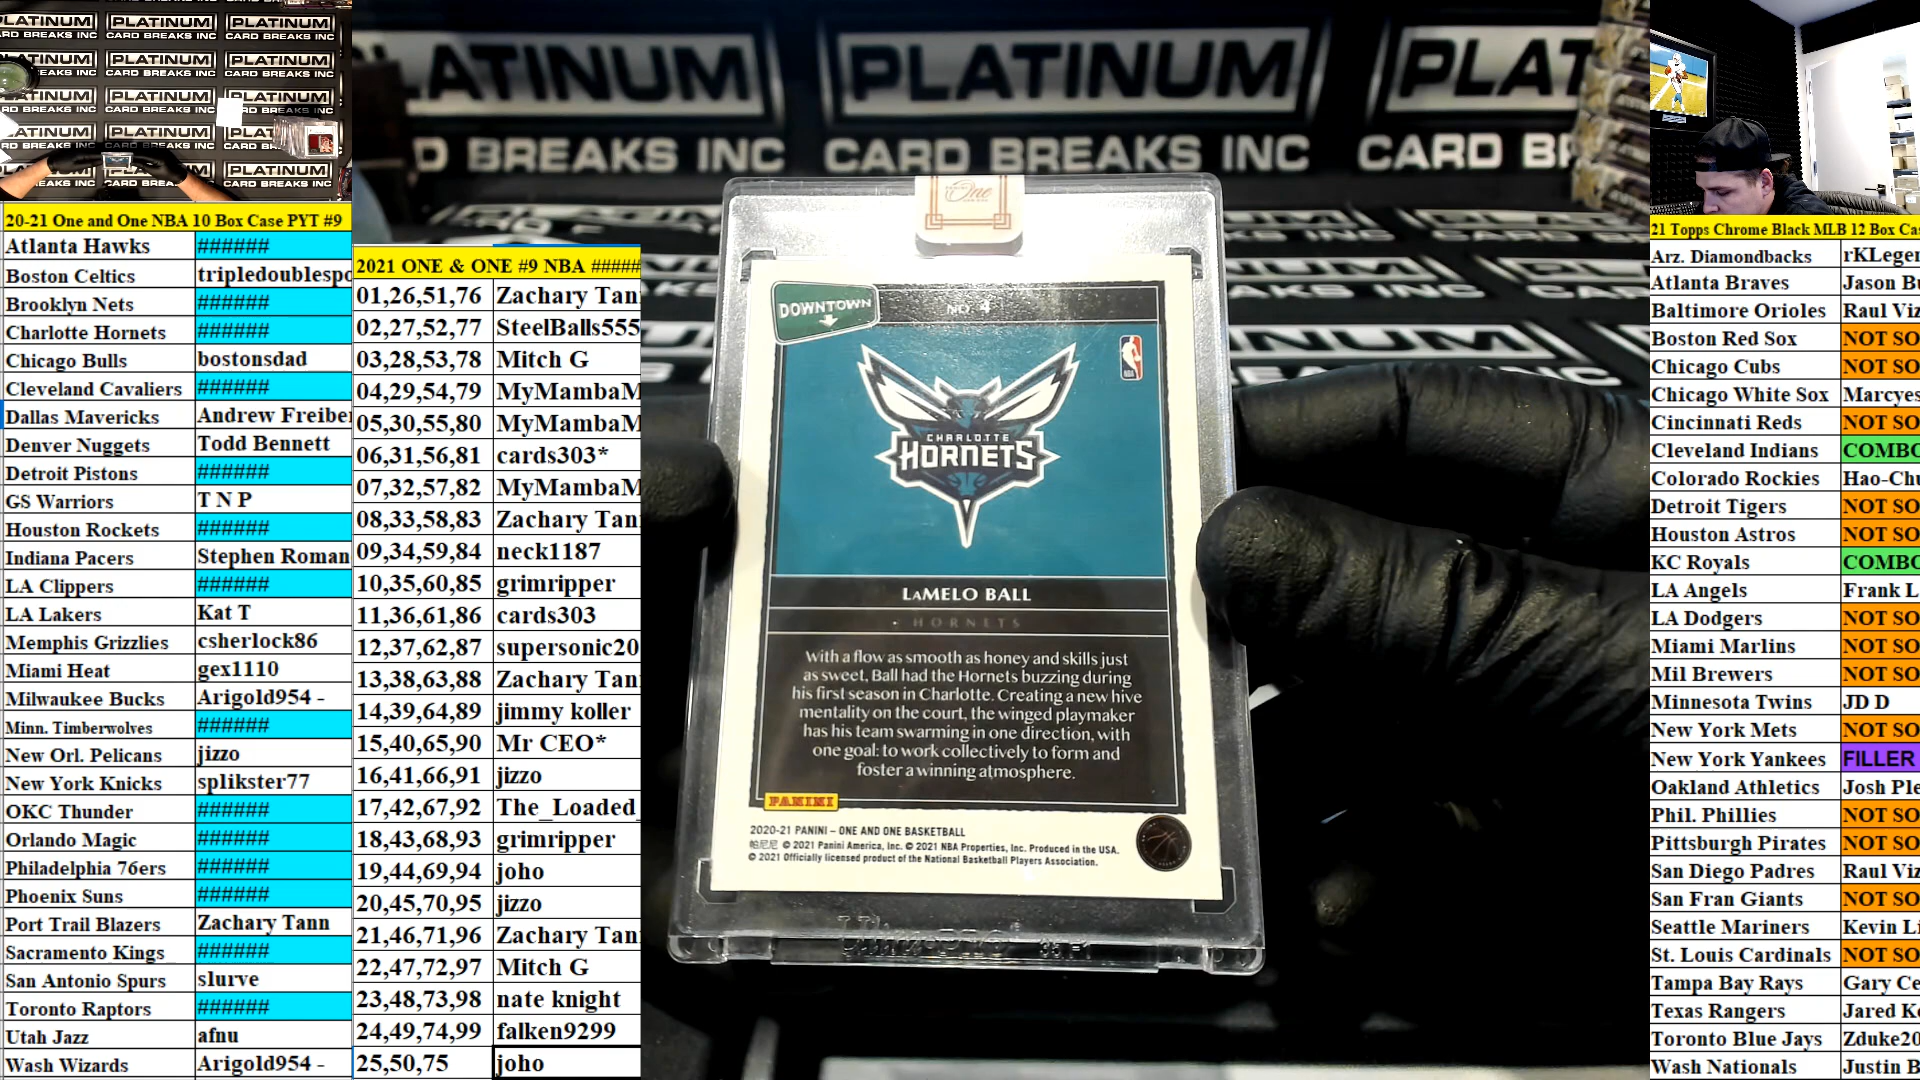 PLATINUM
CARD BREAKS INC
20-21 One and One NBA 10 Box Case PYT #9
Atlanta Hawks ######
Boston Celtics tripledoublespo
Brooklyn Nets ######
Charlotte Hornets ######
Chicago Bulls bostonsdad
Cleveland Cavaliers ######
Dallas Mavericks Andrew Freiber
Denver Nuggets Todd Bennett
Detroit Pistons ######
GS Warriors T N P
Houston Rockets ######
Indiana Pacers Stephen Roman
LA Clippers ######
LA Lakers Kat T
Memphis Grizzlies csherlock86
Miami Heat gex1110
Milwaukee Bucks Arigold954 -
Minn. Timberwolves ######
New Orl. Pelicans jizzo
New York Knicks splikster77
OKC Thunder ######
Orlando Magic ######
Philadelphia 76ers ######
Phoenix Suns ######
Port Trail Blazers Zachary Tann
Sacramento Kings ######
San Antonio Spurs slurve
Toronto Raptors ######
Utah Jazz afnu
Wash Wizards Arigold954 -
2021 ONE & ONE #9 NBA #####
01,26,51,76 Zachary Tan
02,27,52,77 SteelBalls555
03,28,53,78 Mitch G
04,29,54,79 MyMambaM
05,30,55,80 MyMambaM
06,31,56,81 cards303*
07,32,57,82 MyMambaM
08,33,58,83 Zachary Tan
09,34,59,84 neck1187
10,35,60,85 grimripper
11,36,61,86 cards303
12,37,62,87 supersonic20
13,38,63,88 Zachary Tan
14,39,64,89 jimmy koller
15,40,65,90 Mr CEO*
16,41,66,91 jizzo
17,42,67,92 The_Loaded_
18,43,68,93 grimripper
19,44,69,94 joho
20,45,70,95 jizzo
21,46,71,96 Zachary Tan
22,47,72,97 Mitch G
23,48,73,98 nate knight
24,49,74,99 falken9299
25,50,75 joho
PLATINUM
CARD BREAKS INC
One
DOWNTOWN
NO. 4
NBA
CHARLOTTE
HORNETS
LaMELO BALL
HORNETS
With a flow as smooth as honey and skills just
as sweet, Ball had the Hornets buzzing during
his first season in Charlotte. Creating a new hive
mentality on the court, the winged playmaker
has his team swarming in one direction, with
one goal: to work collectively to form and
foster a winning atmosphere.
PANINI
2020-21 PANINI – ONE AND ONE BASKETBALL
帕尼尼 © 2021 Panini America, Inc. © 2021 NBA Properties, Inc. Produced in the USA.
© 2021 Officially licensed product of the National Basketball Players Association.
21 Topps Chrome Black MLB 12 Box Cas
Arz. Diamondbacks rKLeger
Atlanta Braves Jason Bu
Baltimore Orioles Raul Viz
Boston Red Sox NOT SO
Chicago Cubs NOT SO
Chicago White Sox Marcyes
Cincinnati Reds NOT SO
Cleveland Indians COMBO
Colorado Rockies Hao-Chu
Detroit Tigers NOT SO
Houston Astros NOT SO
KC Royals COMBO
LA Angels Frank L
LA Dodgers NOT SO
Miami Marlins NOT SO
Mil Brewers NOT SO
Minnesota Twins JD D
New York Mets NOT SO
New York Yankees FILLER
Oakland Athletics Josh Ple
Phil. Phillies NOT SO
Pittsburgh Pirates NOT SO
San Diego Padres Raul Viz
San Fran Giants NOT SO
Seattle Mariners Kevin Li
St. Louis Cardinals NOT SO
Tampa Bay Rays Gary Ce
Texas Rangers Jared Ko
Toronto Blue Jays Zduke20
Wash Nationals Justin B